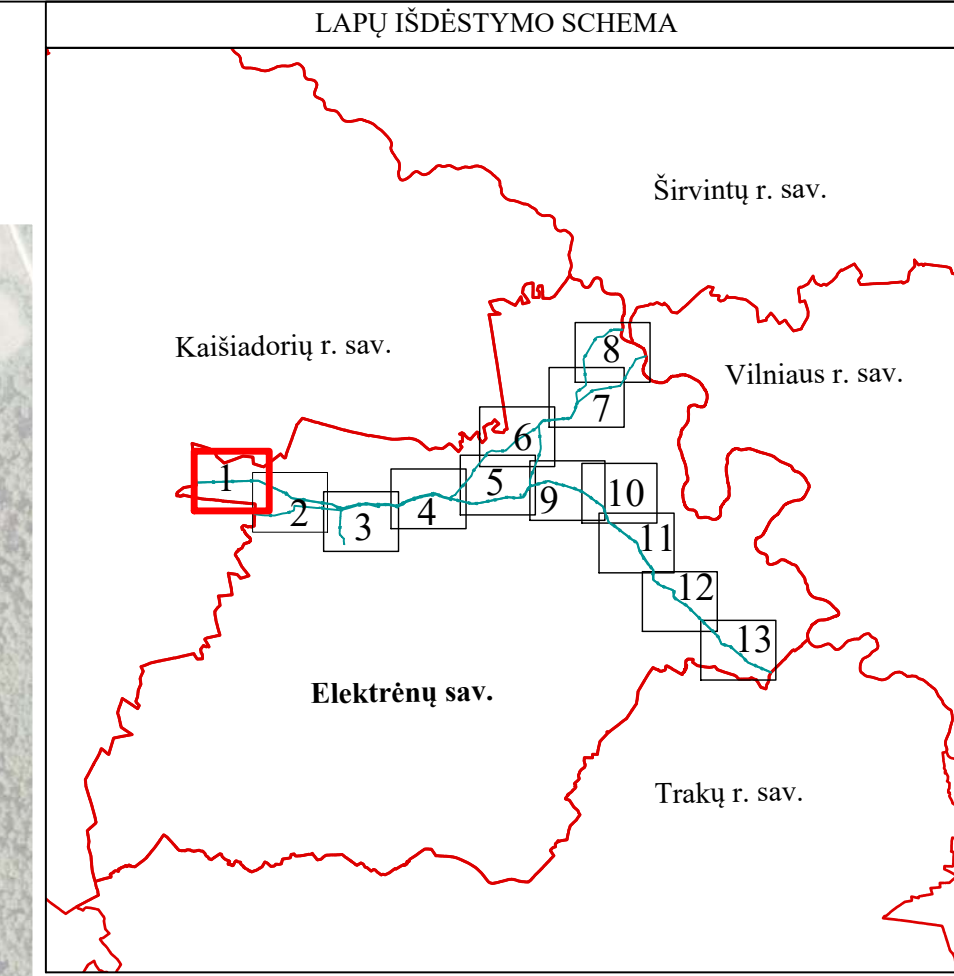 LAPŲ IŠDĖSTYMO SCHEMA
Širvintų r. sav.
Kaišiadorių r. sav.
Vilniaus r. sav.
8
7
6
1
2
3
4
5
9
10
11
12
13
Elektrėnų sav.
Trakų r. sav.